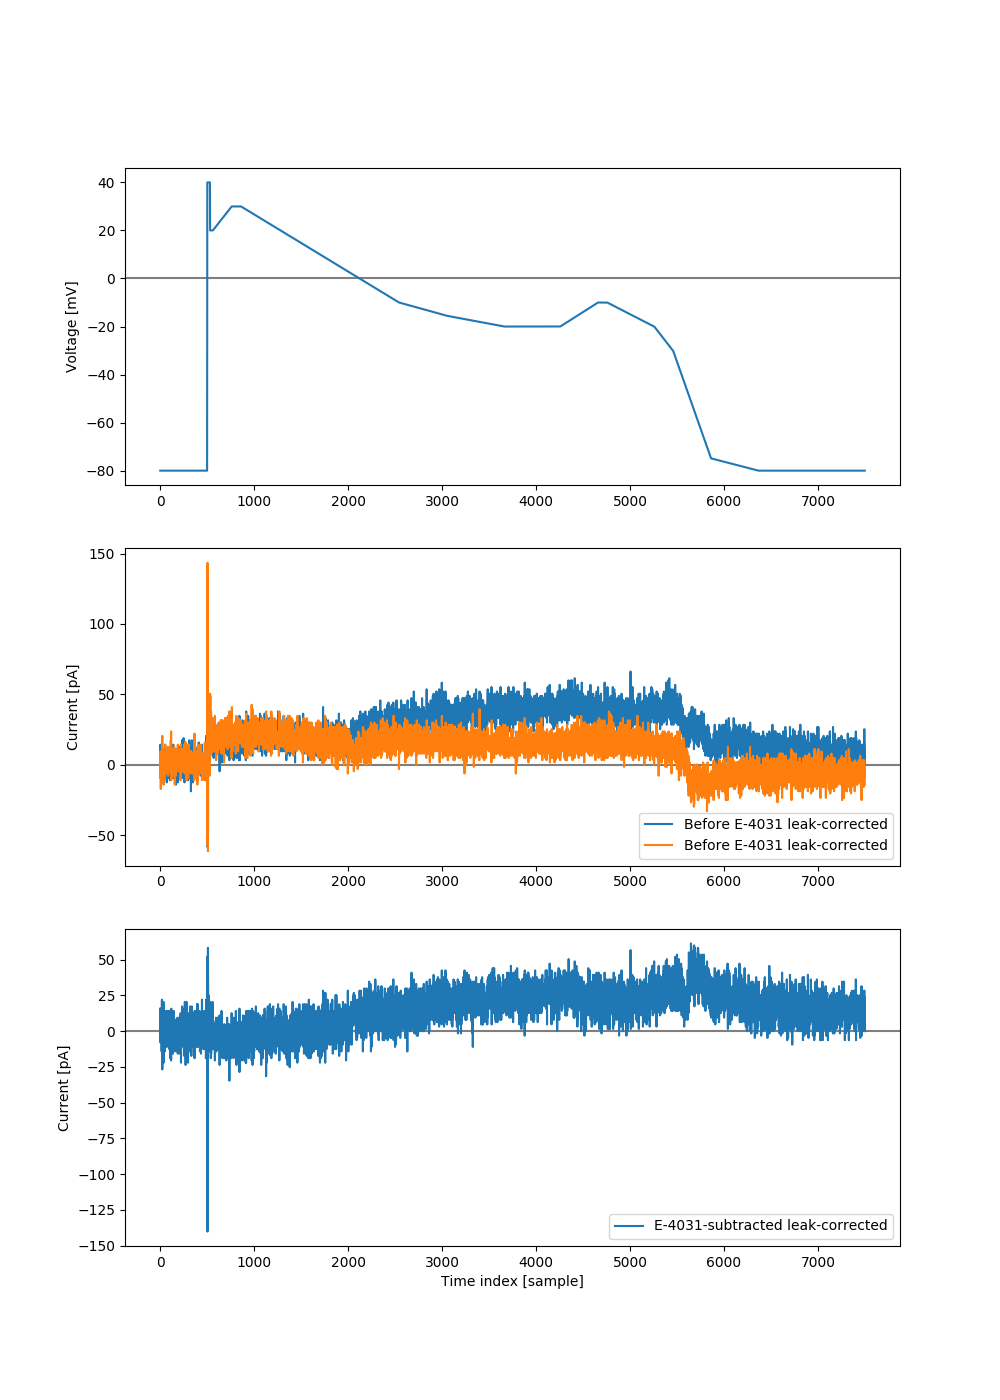 40
20
0
−20
−40
−60
−80
Voltage [mV]
0 1000 2000 3000 4000 5000 6000 7000
150
100
50
0
−50
Current [pA]
Before E-4031 leak-corrected
Before E-4031 leak-corrected
0 1000 2000 3000 4000 5000 6000 7000
50
25
0
−25
−50
−75
−100
−125
−150
Current [pA]
E-4031-subtracted leak-corrected
0 1000 2000 3000 4000 5000 6000 7000
Time index [sample]